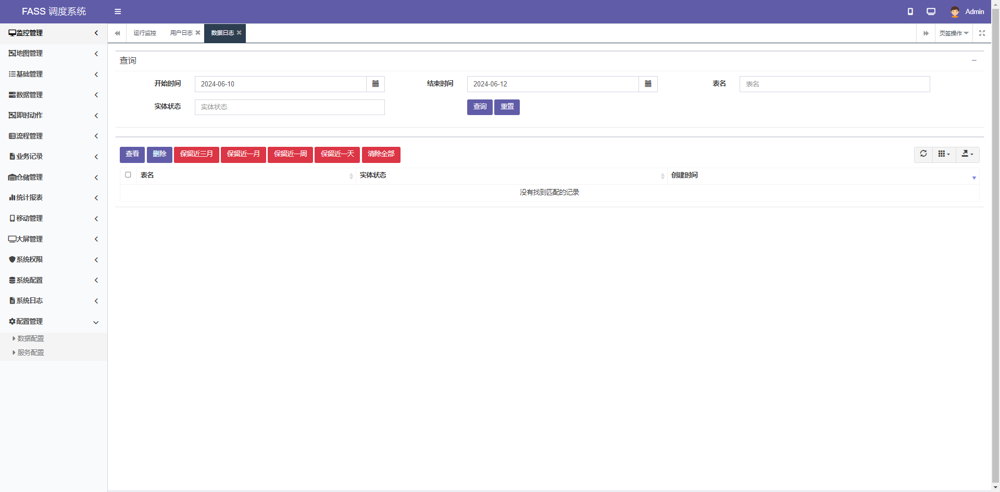 FASS 调度系统
Admin
监控管理
地图管理
基础管理
数据管理
即时动作
流程管理
业务记录
仓储管理
统计报表
移动管理
大屏管理
系统权限
系统配置
系统日志
配置管理
数据配置
服务配置
运行监控 用户日志 数据日志 页签操作
查询
开始时间 2024-06-10 结束时间 2024-06-12 表名 表名
实体状态 实体状态 查询 重置
查看 删除 保留近三月 保留近一月 保留近一周 保留近一天 清除全部
表名 实体状态 创建时间
没有找到匹配的记录